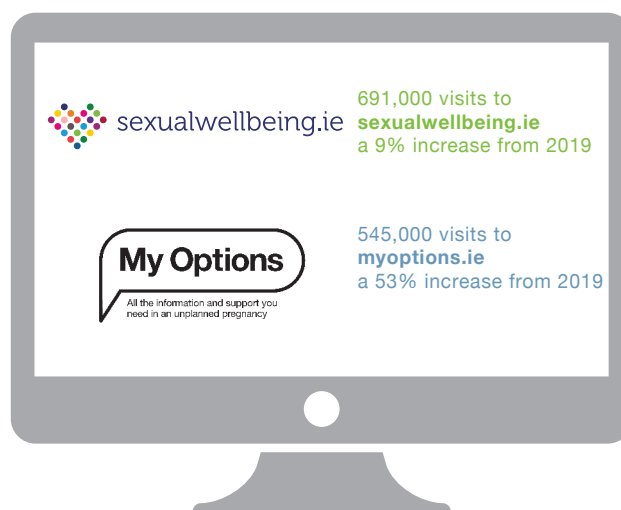 sexualwellbeing.ie
691,000 visits to
sexualwellbeing.ie
a 9% increase from 2019
My Options
All the information and support you
need in an unplanned pregnancy
545,000 visits to
myoptions.ie
a 53% increase from 2019